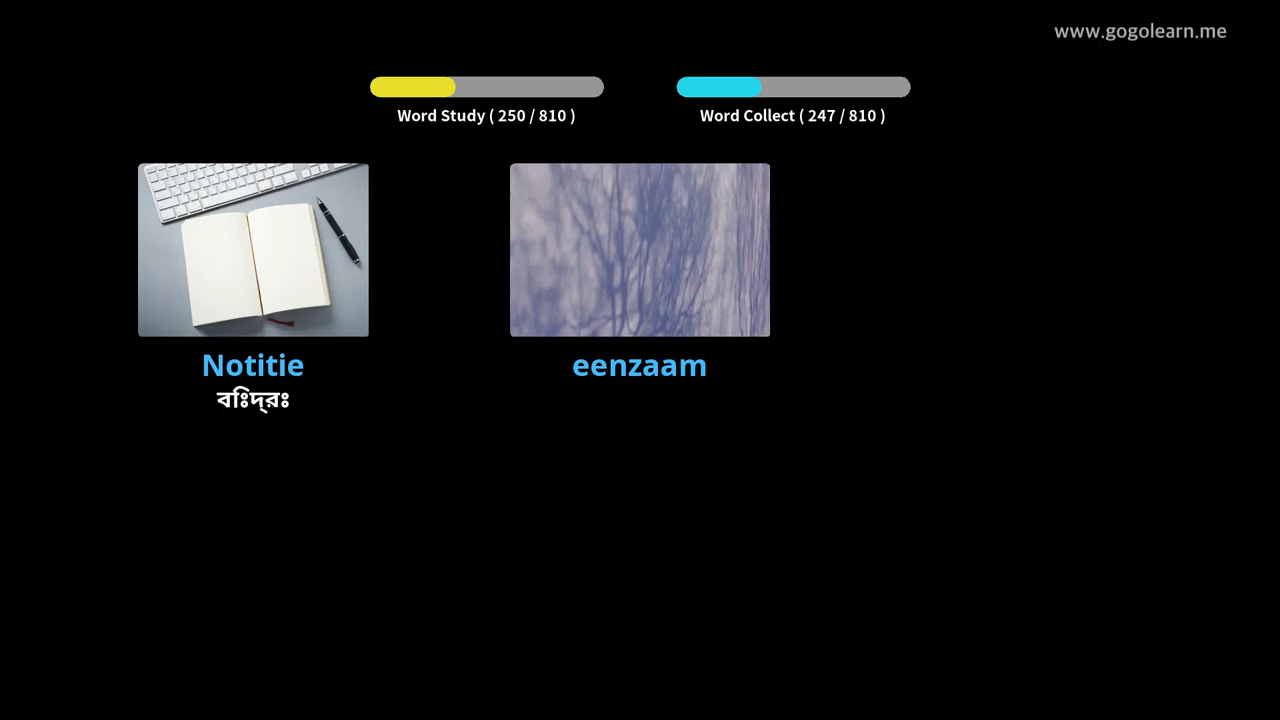 www.gogolearn.me
Word Study ( 250 / 810 )
Word Collect ( 247 / 810 )
Notitie
eenzaam
বিঃদ্রঃ